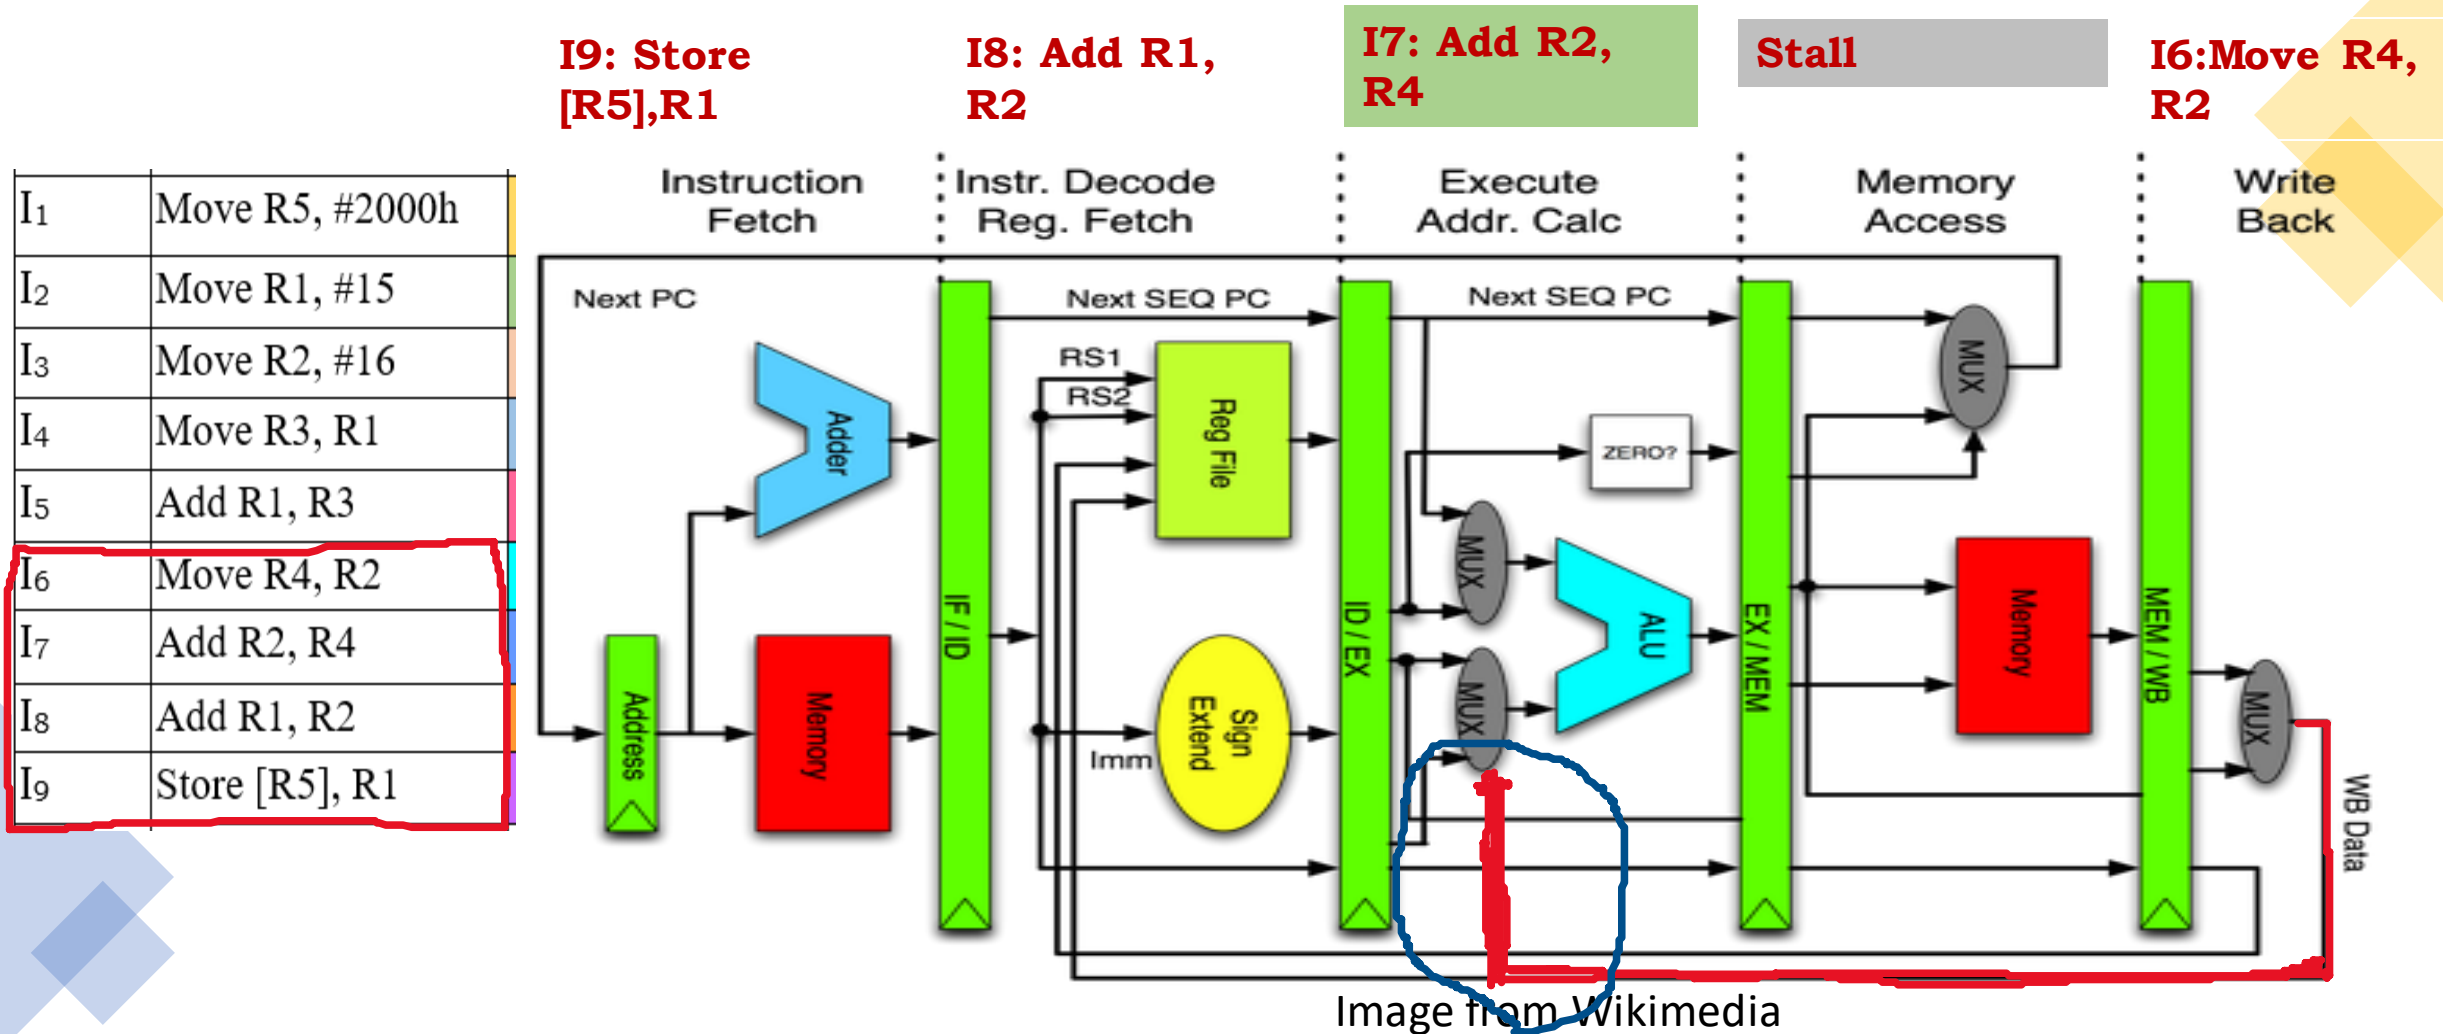 I9: Store
[R5],R1
I8: Add R1,
R2
I7: Add R2,
R4
Stall
I6:Move R4,
R2
I1 Move R5, #2000h
I2 Move R1, #15
I3 Move R2, #16
I4 Move R3, R1
I5 Add R1, R3
I6 Move R4, R2
I7 Add R2, R4
I8 Add R1, R2
I9 Store [R5], R1
Instruction
Fetch
Instr. Decode
Reg. Fetch
Execute
Addr. Calc
Memory
Access
Write
Back
Next PC
Next SEQ PC
Next SEQ PC
RS1
RS2
Adder
Reg File
MUX
ZERO?
MUX
IF / ID
ID / EX
ALU
EX / MEM
Memory
MEM / WB
Address
Memory
Imm
Sign
Extend
MUX
MUX
WB Data
Image from Wikimedia